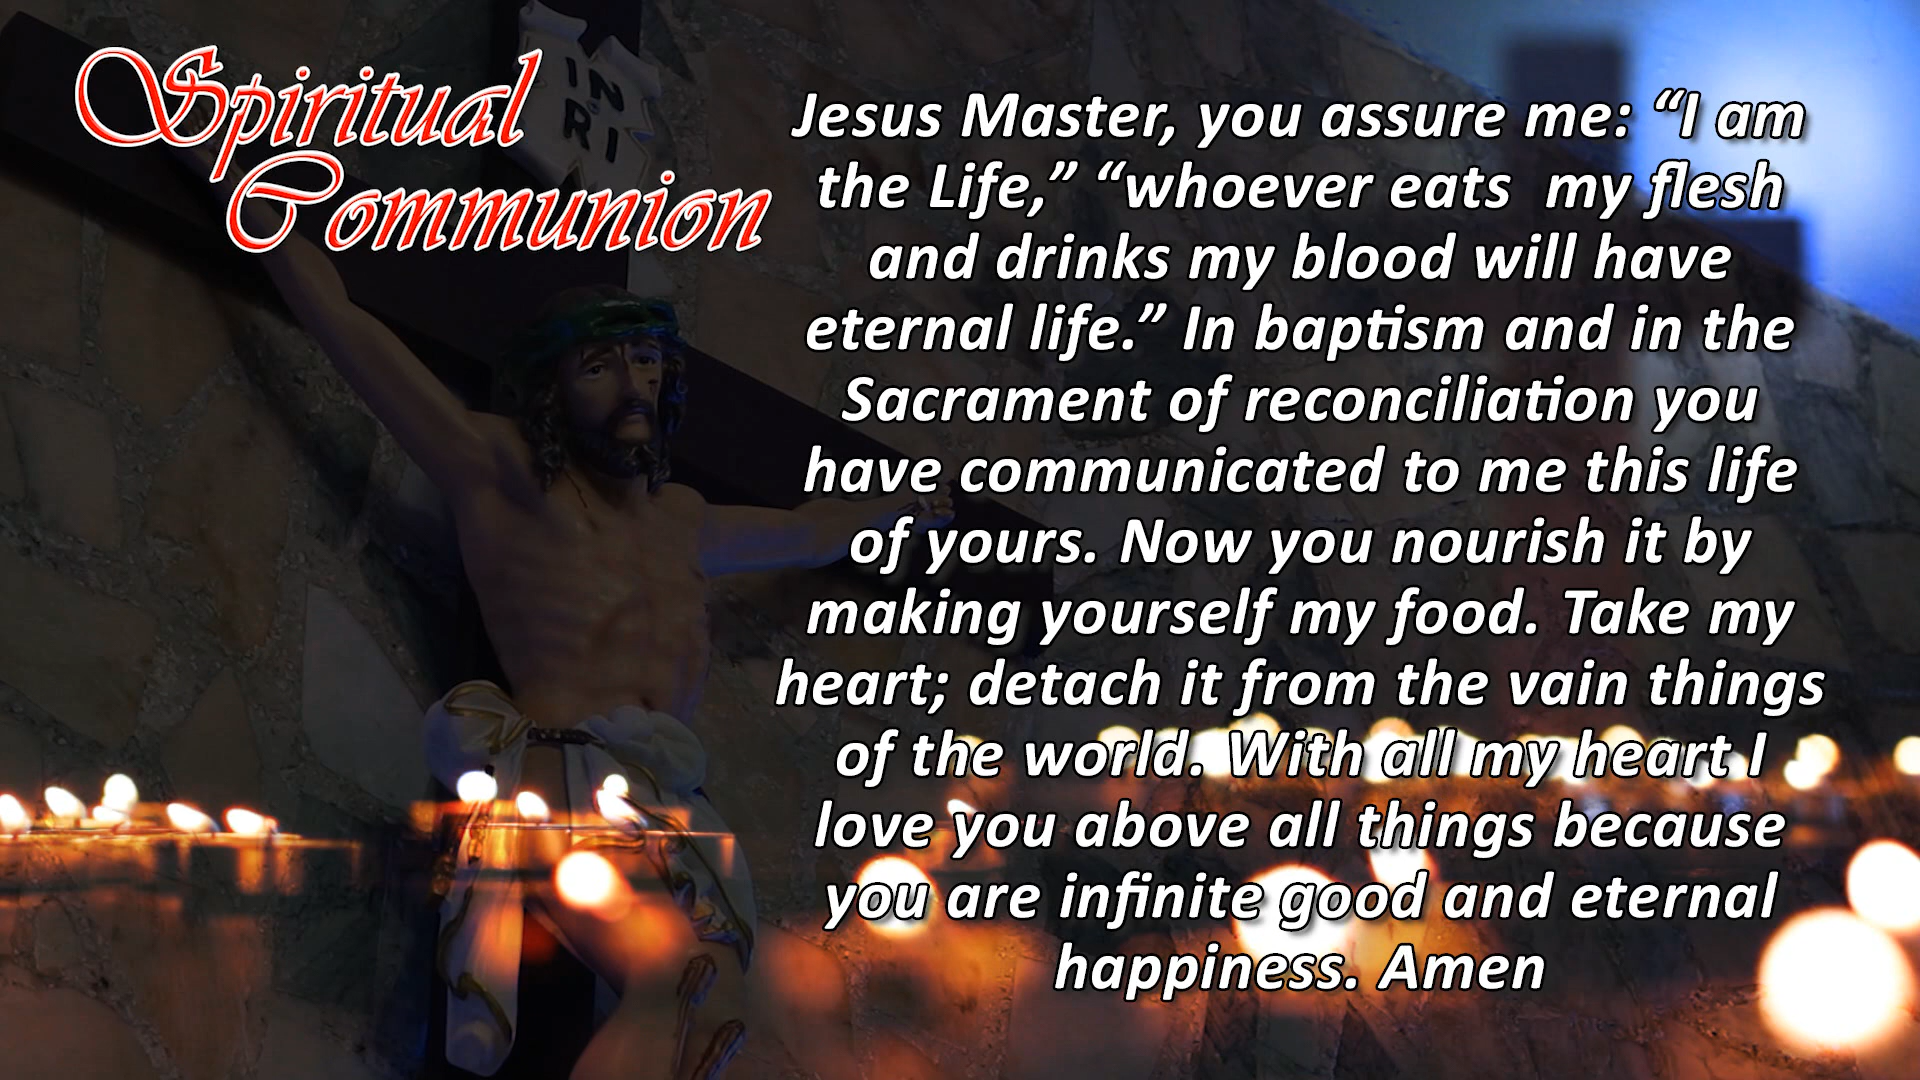 Spiritual
Communion
IN
RI
Jesus Master, you assure me: “I am
the Life,” “whoever eats  my flesh
and drinks my blood will have
eternal life.” In baptism and in the
Sacrament of reconciliation you
have communicated to me this life
of yours. Now you nourish it by
making yourself my food. Take my
heart; detach it from the vain things
of the world. With all my heart I
love you above all things because
you are infinite good and eternal
happiness. Amen